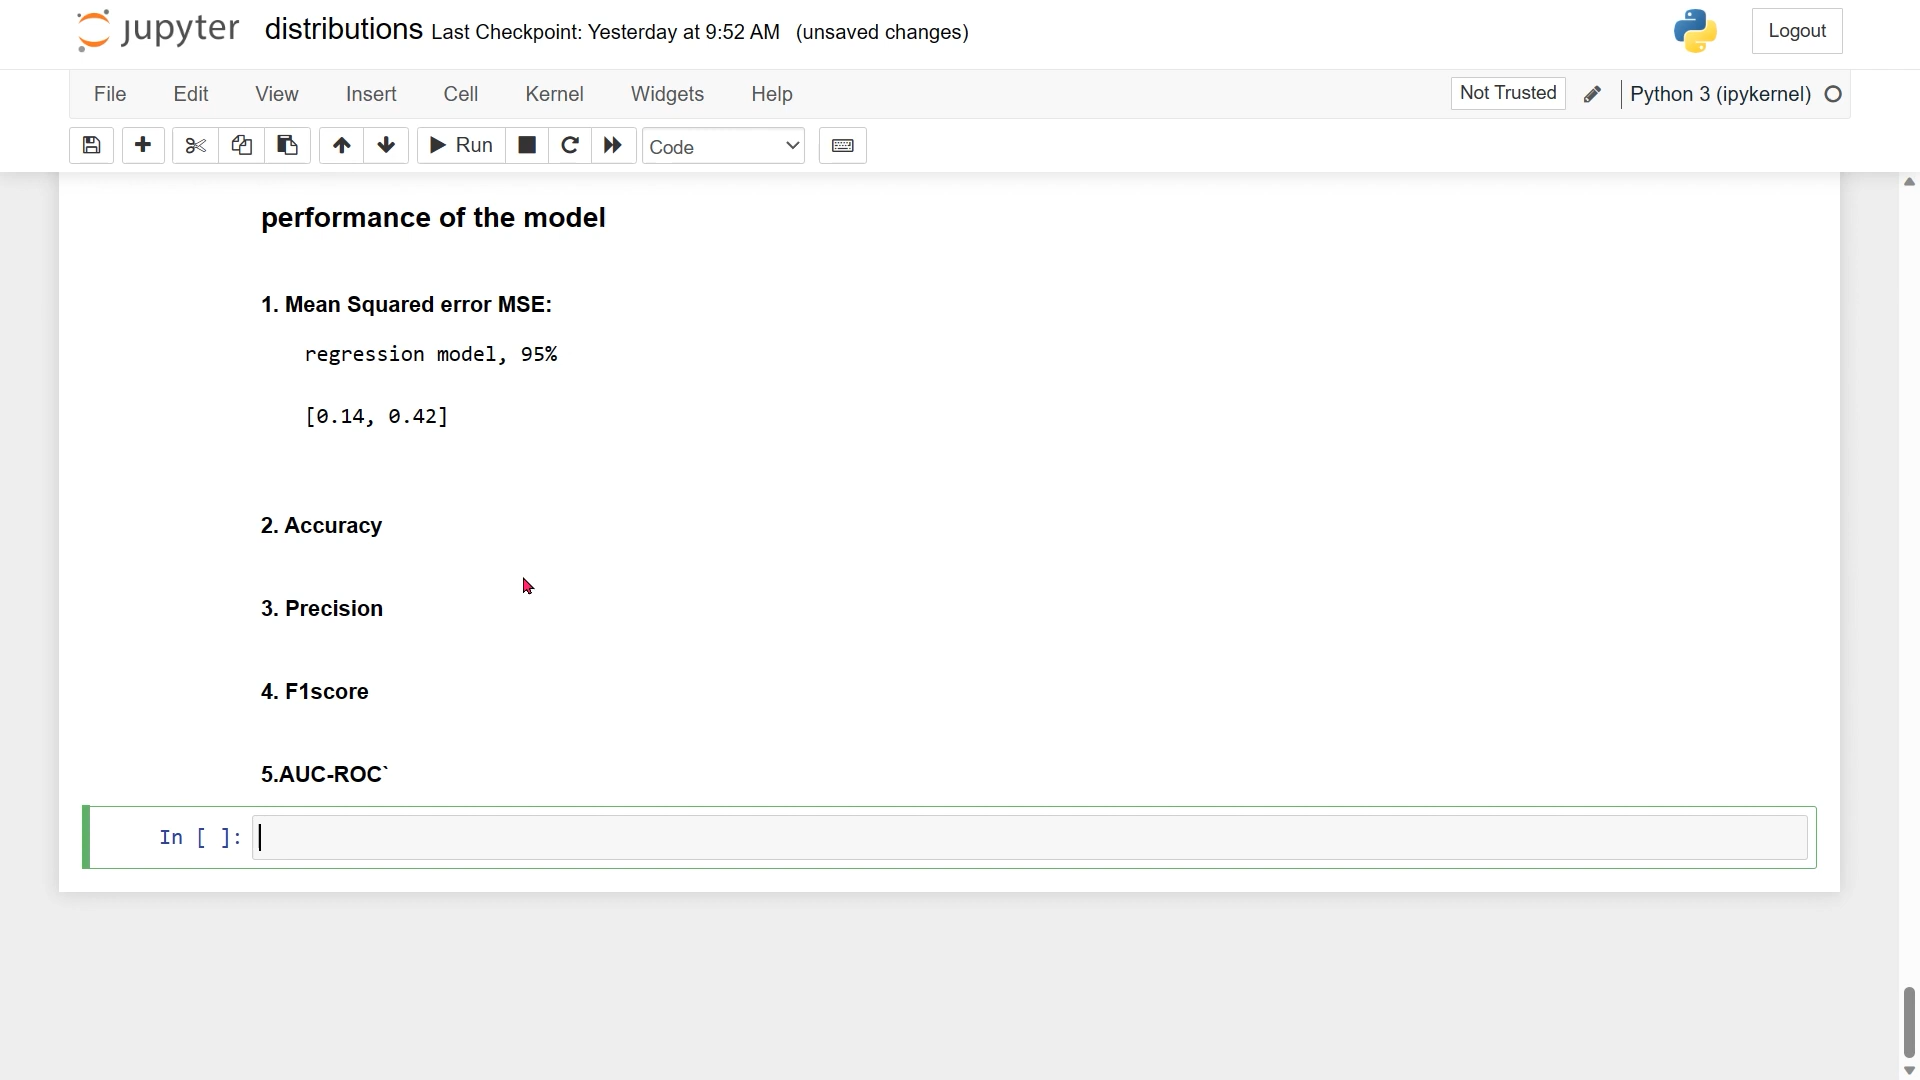 jupyter distributions Last Checkpoint: Yesterday at 9:52 AM (unsaved changes) Logout
File Edit View Insert Cell Kernel Widgets Help Not Trusted Python 3 (ipykernel)
Run Code
performance of the model
1. Mean Squared error MSE:
regression model, 95%
[0.14, 0.42]
2. Accuracy
3. Precision
4. F1score
5.AUC-ROC`
In [ ]: